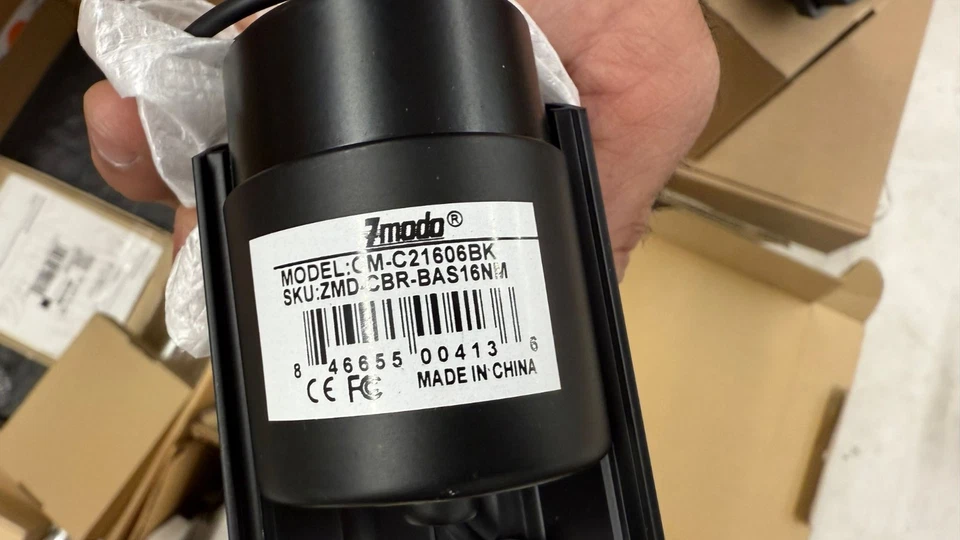 Zmodo®
MODEL:CM-C21606BK
SKU:ZMD-CBR-BAS16NM
8 46655 00413 6
CE FC
MADE IN CHINA